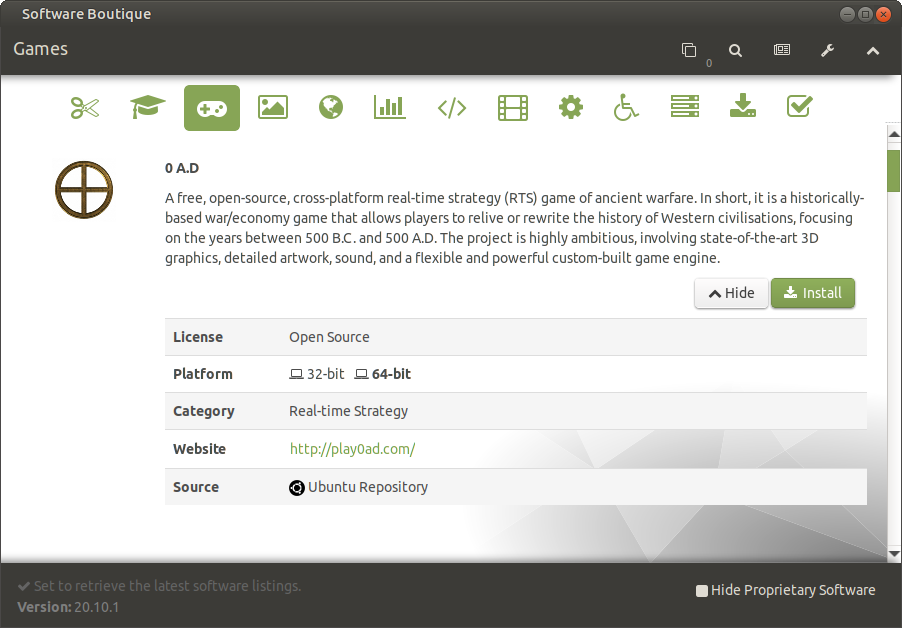 Software Boutique
Games
0
0 A.D
A free, open-source, cross-platform real-time strategy (RTS) game of ancient warfare. In short, it is a historically-
based war/economy game that allows players to relive or rewrite the history of Western civilisations, focusing
on the years between 500 B.C. and 500 A.D. The project is highly ambitious, involving state-of-the-art 3D
graphics, detailed artwork, sound, and a flexible and powerful custom-built game engine.
Hide Install
License Open Source
Platform 32-bit 64-bit
Category Real-time Strategy
Website http://play0ad.com/
Source Ubuntu Repository
Set to retrieve the latest software listings.
Hide Proprietary Software
Version: 20.10.1